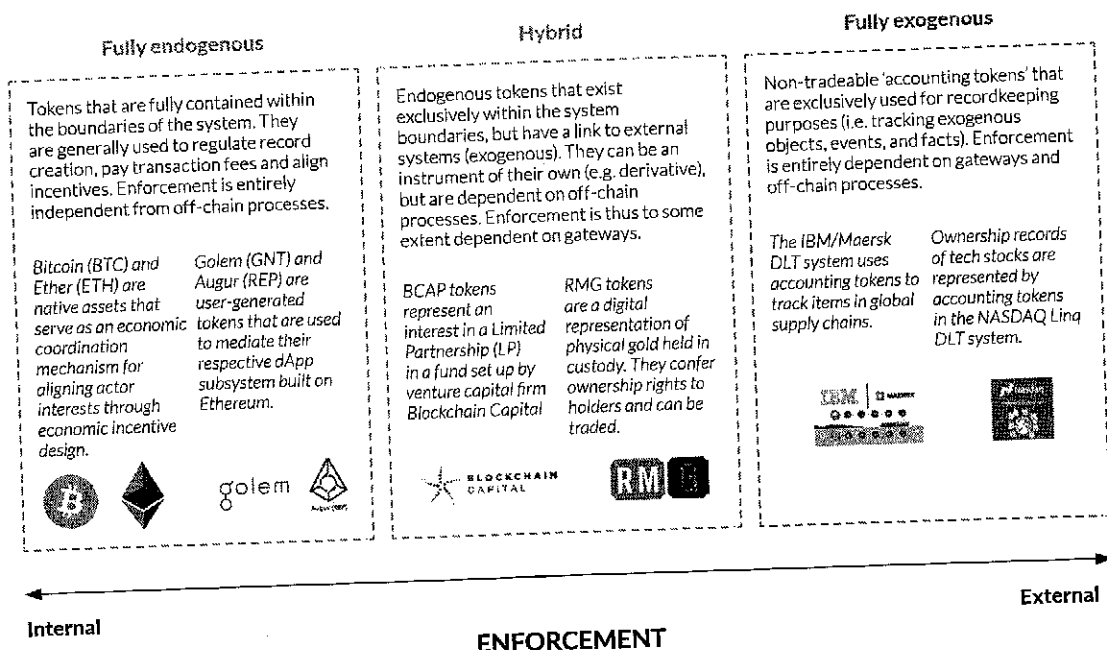 Fully endogenous
Tokens that are fully contained within
the boundaries of the system. They
are generally used to regulate record
creation, pay transaction fees and align
incentives. Enforcement is entirely
independent from off-chain processes.
Bitcoin (BTC) and
Ether (ETH) are
native assets that
serve as an economic
coordination
mechanism for
aligning actor
interests through
economic incentive
design.
Golem (GNT) and
Augur (REP) are
user-generated
tokens that are used
to mediate their
respective dApp
subsystem built on
Ethereum.
golem
Augur (REP)
Hybrid
Endogenous tokens that exist
exclusively within the system
boundaries, but have a link to external
systems (exogenous). They can be an
instrument of their own (e.g. derivative),
but are dependent on off-chain
processes. Enforcement is thus to some
extent dependent on gateways.
BCAP tokens
represent an
interest in a Limited
Partnership (LP)
in a fund set up by
venture capital firm
Blockchain Capital
RMG tokens
are a digital
representation of
physical gold held in
custody. They confer
ownership rights to
holders and can be
traded.
BLOCKCHAIN
CAPITAL
RM
Fully exogenous
Non-tradeable 'accounting tokens' that
are exclusively used for recordkeeping
purposes (i.e. tracking exogenous
objects, events, and facts). Enforcement
is entirely dependent on gateways and
off-chain processes.
The IBM/Maersk
DLT system uses
accounting tokens to
track items in global
supply chains.
Ownership records
of tech stocks are
represented by
accounting tokens
in the NASDAQ Linq
DLT system.
IBM
MAERSK
Internal
External
ENFORCEMENT